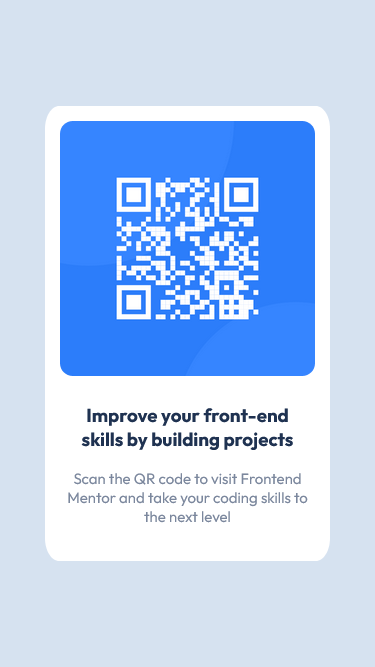 Improve your front-end
skills by building projects
Scan the QR code to visit Frontend
Mentor and take your coding skills to
the next level